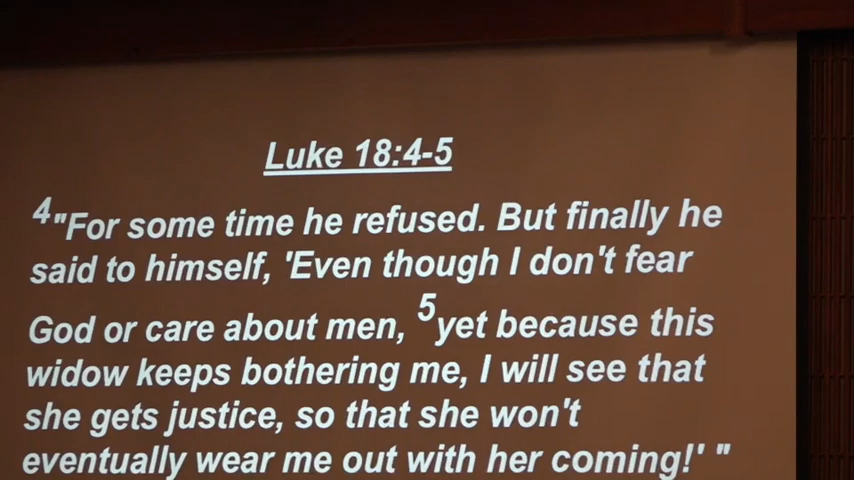 Luke 18:4-5
4"For some time he refused. But finally he
said to himself, 'Even though I don't fear
God or care about men, 5yet because this
widow keeps bothering me, I will see that
she gets justice, so that she won't
eventually wear me out with her coming!' "